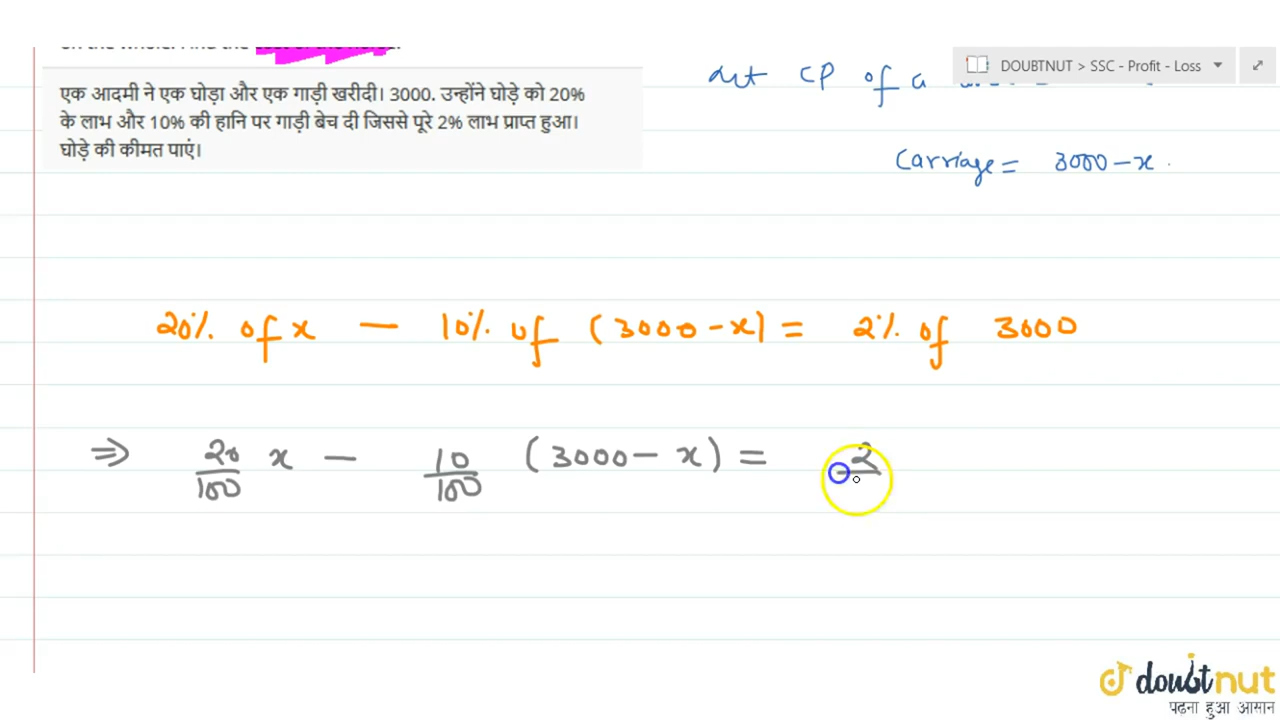 एक आदमी ने एक घोड़ा और एक गाड़ी खरीदी। 3000. उन्होंने घोड़े को 20%
के लाभ और 10% की हानि पर गाड़ी बेच दी जिससे पूरे 2% लाभ प्राप्त हुआ।
घोड़े की कीमत पाएं।
DOUBTNUT > SSC - Profit - Loss
CP of a
Carriage = 3000 - x
20% of x - 10% of (3000 - x) = 2% of 3000
⇒ 20/100 x - 10/100 (3000 - x) = 2
doubtnut
पढ़ना हुआ आसान